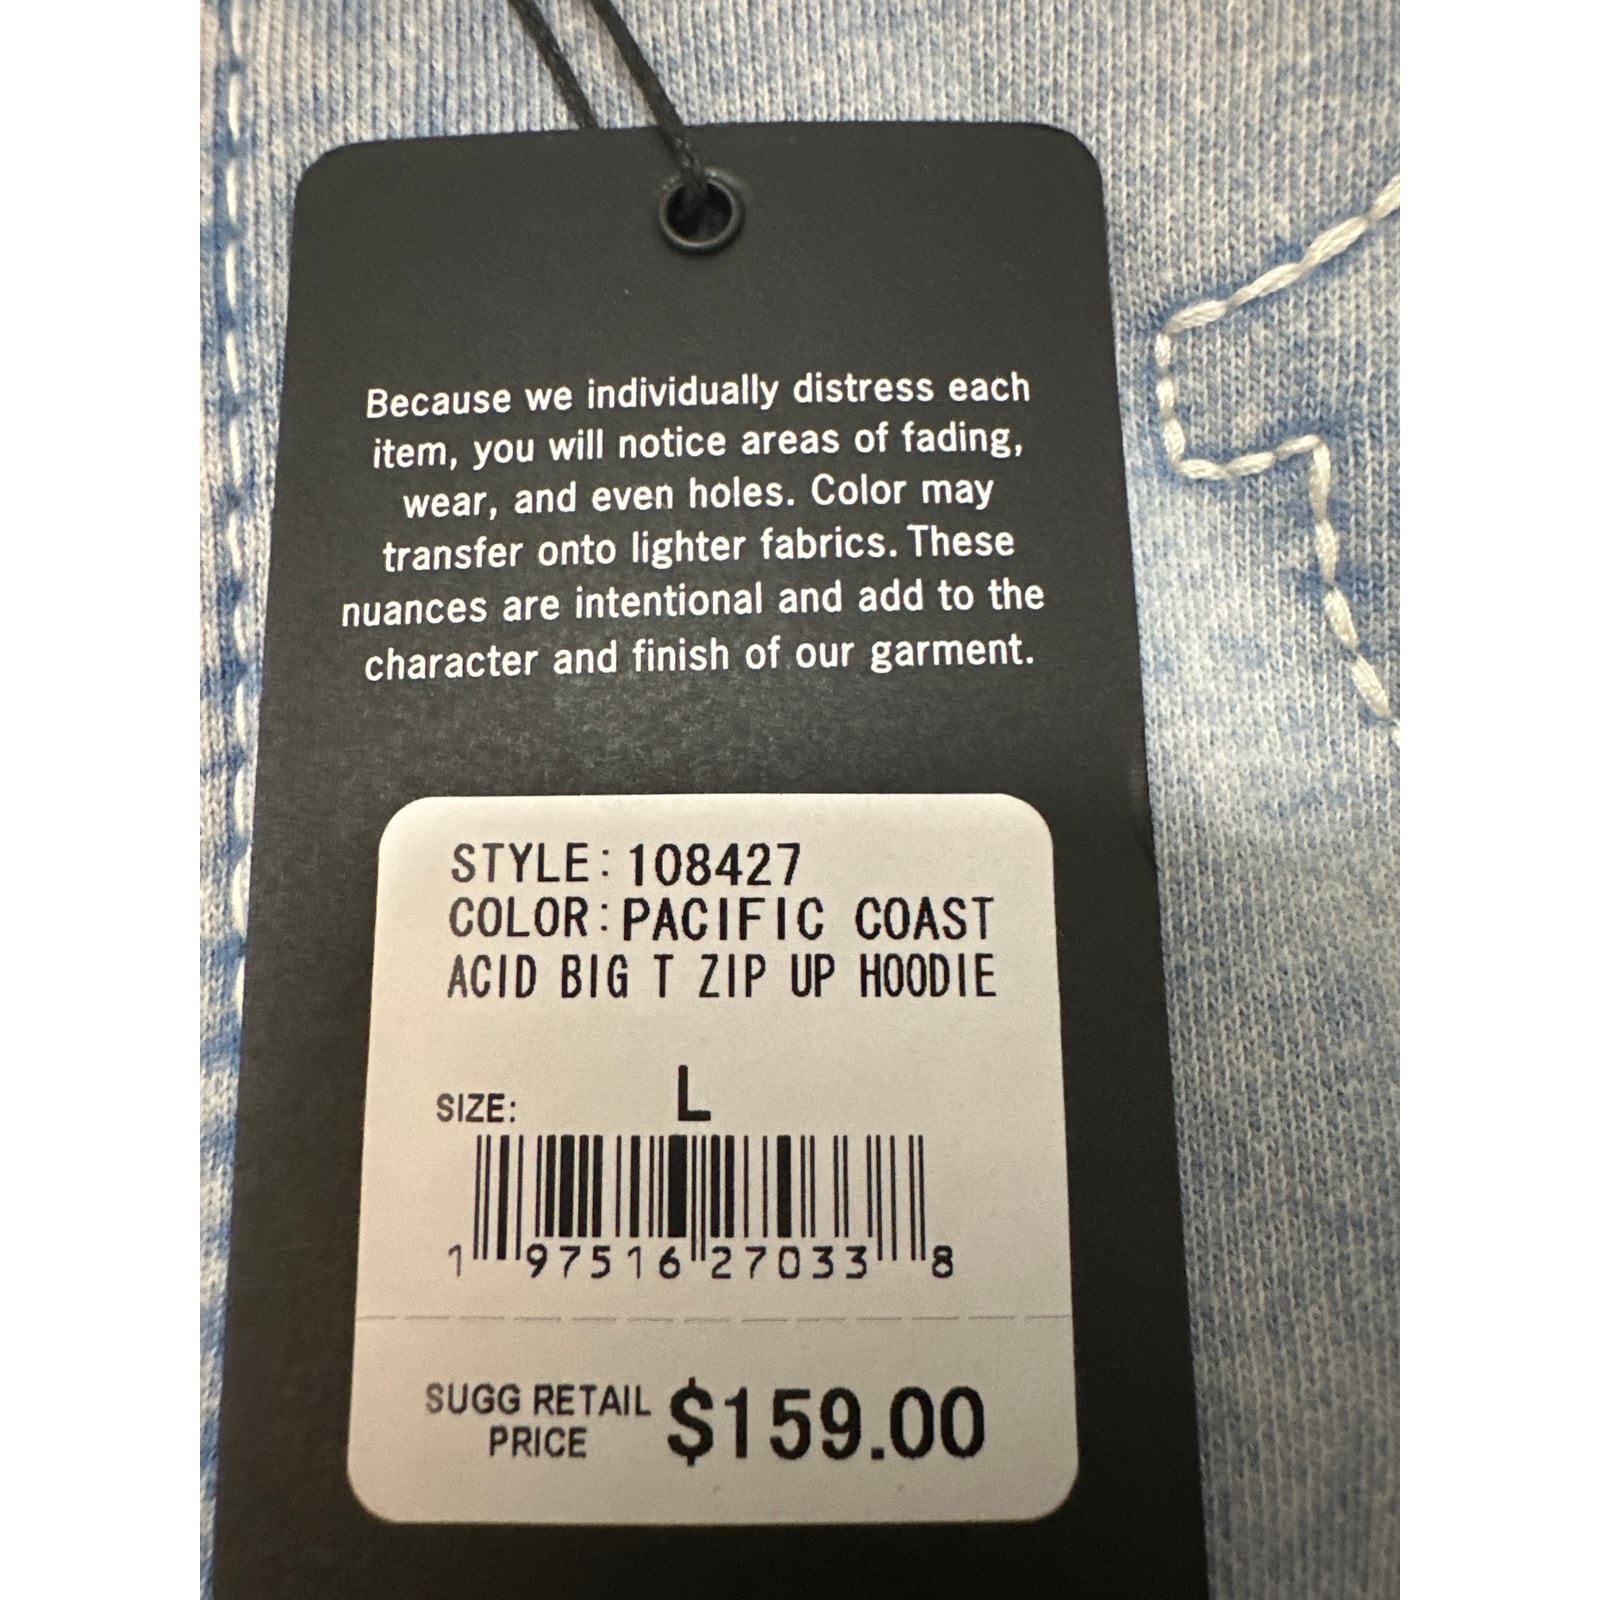 Because we individually distress each
item, you will notice areas of fading,
wear, and even holes. Color may
transfer onto lighter fabrics. These
nuances are intentional and add to the
character and finish of our garment.
STYLE: 108427
COLOR: PACIFIC COAST
ACID BIG T ZIP UP HOODIE
SIZE: L
1 97516 27033 8
SUGG RETAIL PRICE $159.00